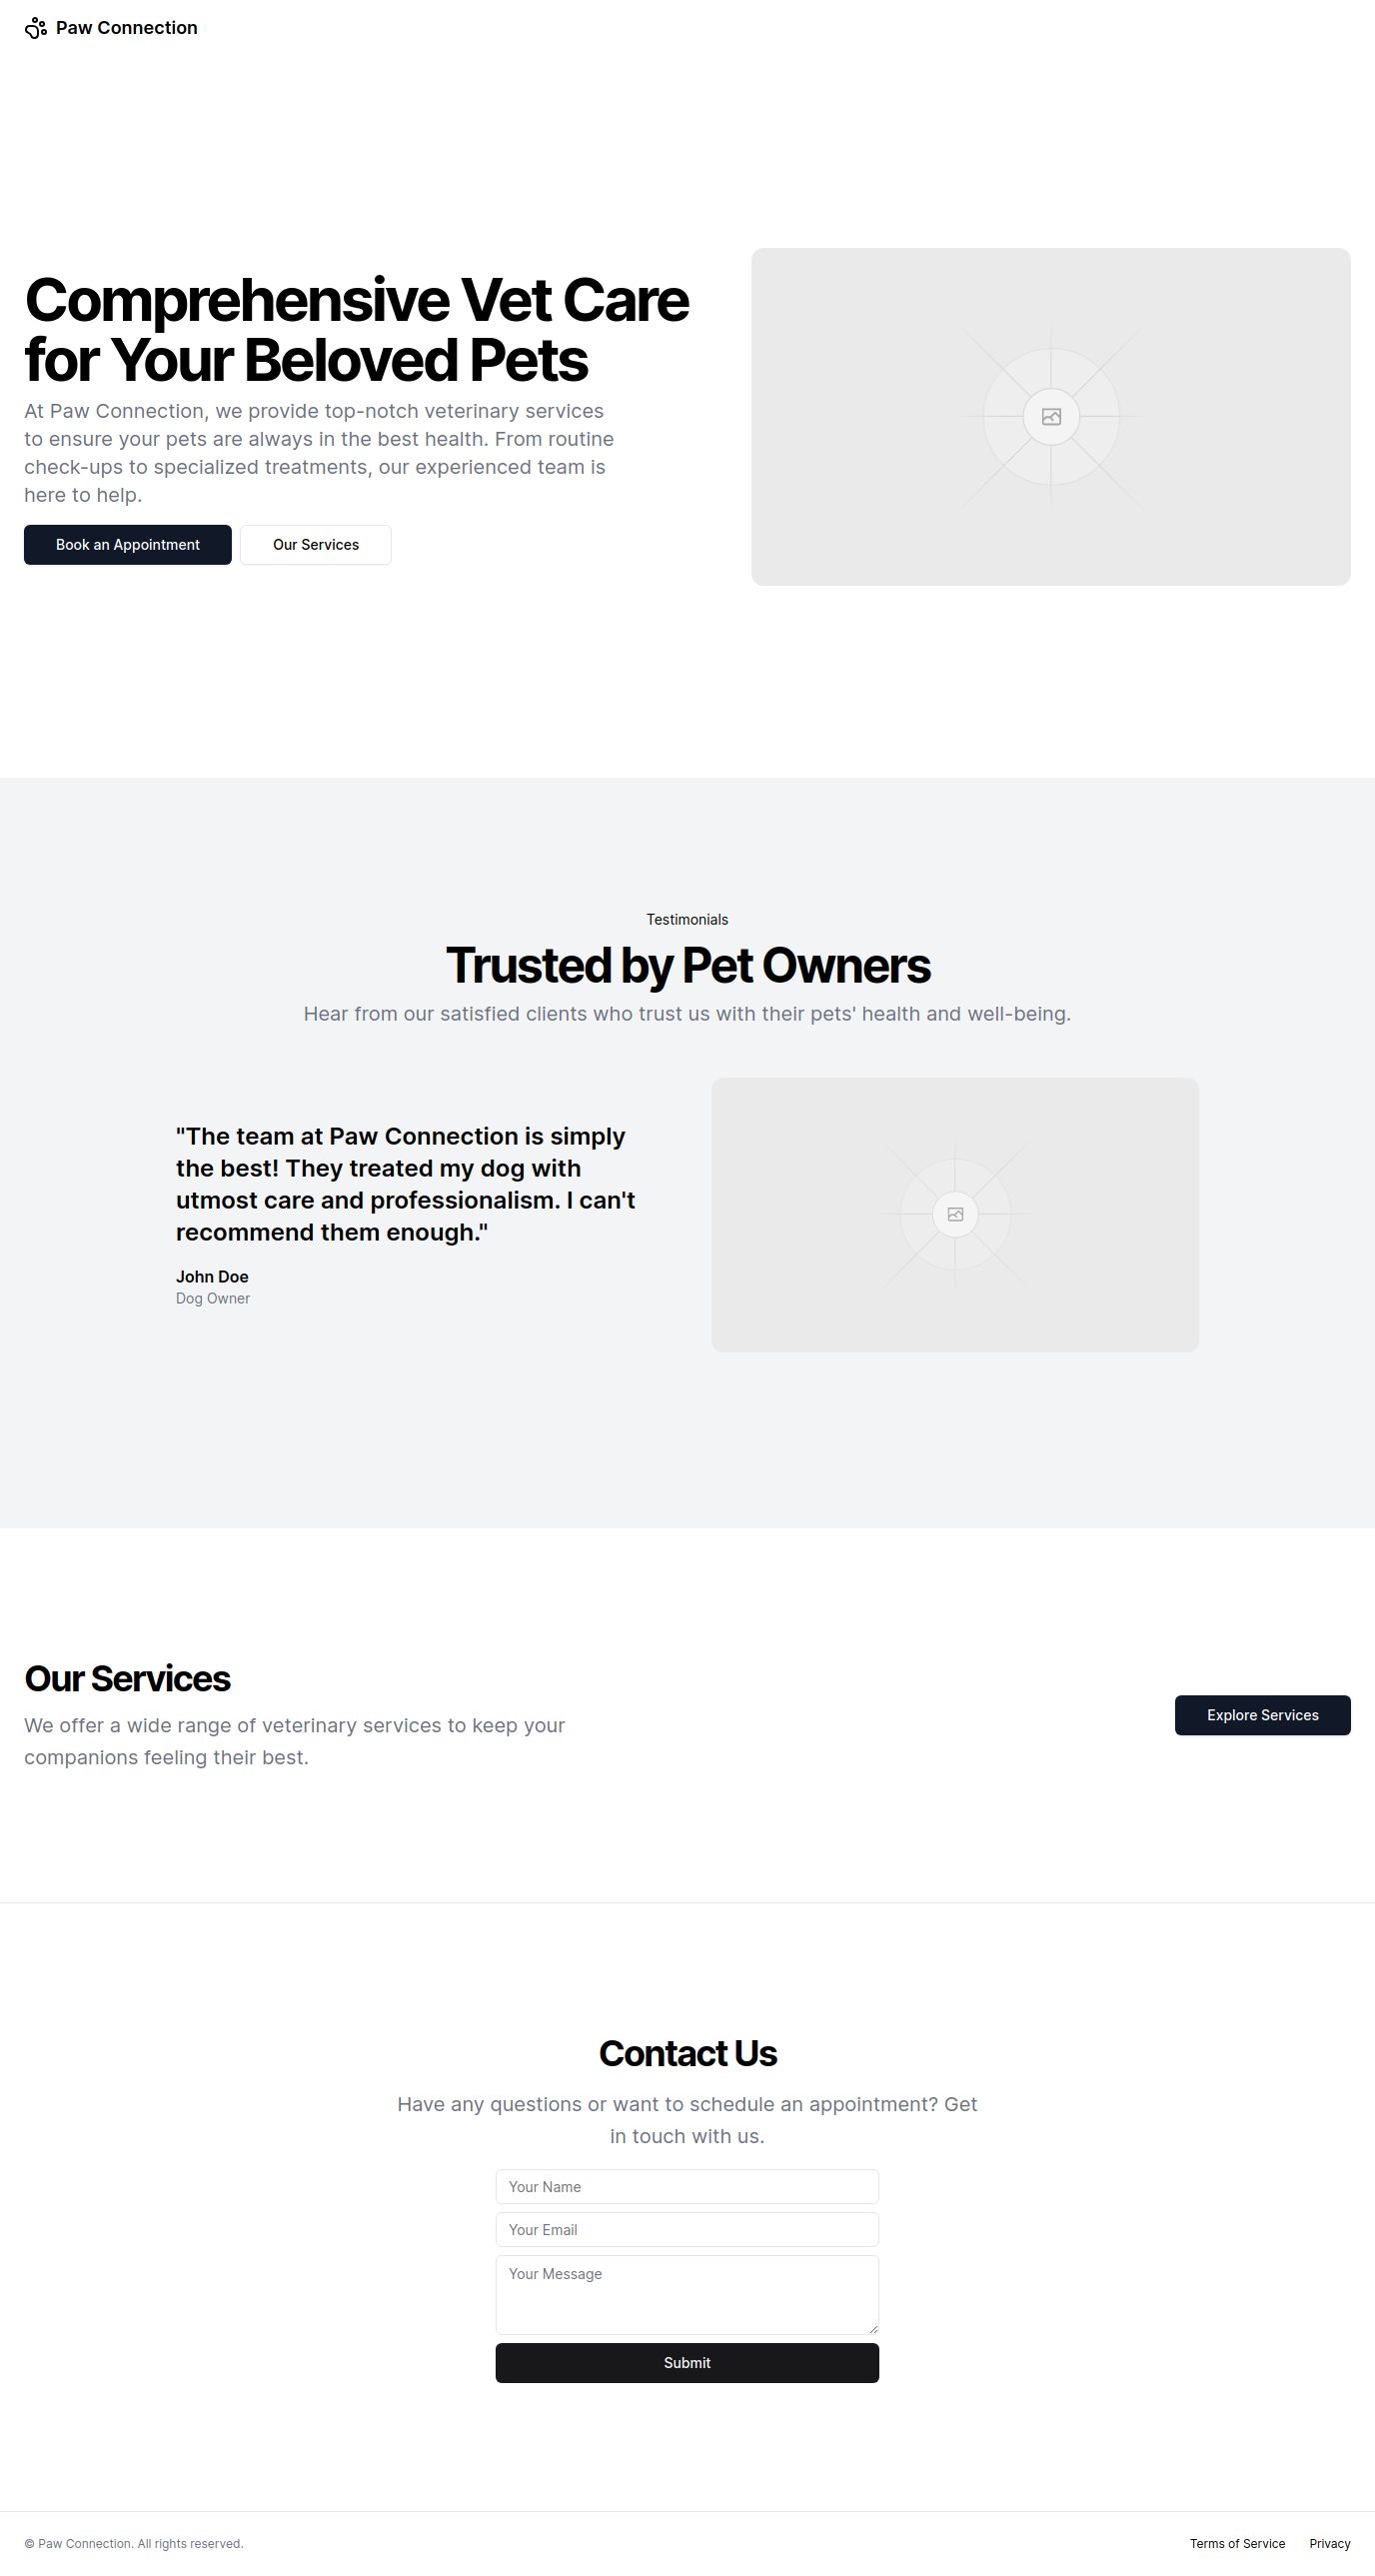 Paw Connection
Comprehensive Vet Care
for Your Beloved Pets
At Paw Connection, we provide top-notch veterinary services
to ensure your pets are always in the best health. From routine
check-ups to specialized treatments, our experienced team is
here to help.
Book an Appointment
Our Services
Testimonials
Trusted by Pet Owners
Hear from our satisfied clients who trust us with their pets' health and well-being.
"The team at Paw Connection is simply
the best! They treated my dog with
utmost care and professionalism. I can't
recommend them enough."
John Doe
Dog Owner
Our Services
We offer a wide range of veterinary services to keep your
companions feeling their best.
Explore Services
Contact Us
Have any questions or want to schedule an appointment? Get
in touch with us.
Your Name
Your Email
Your Message
Submit
© Paw Connection. All rights reserved.
Terms of Service
Privacy